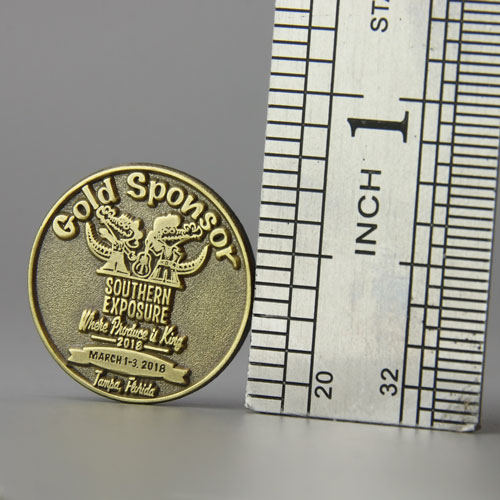 Gold Sponsor
SOUTHERN
EXPOSURE
Where Produce is King
2018
MARCH 1-3, 2018
Tampa, Florida
1
INCH
20
32